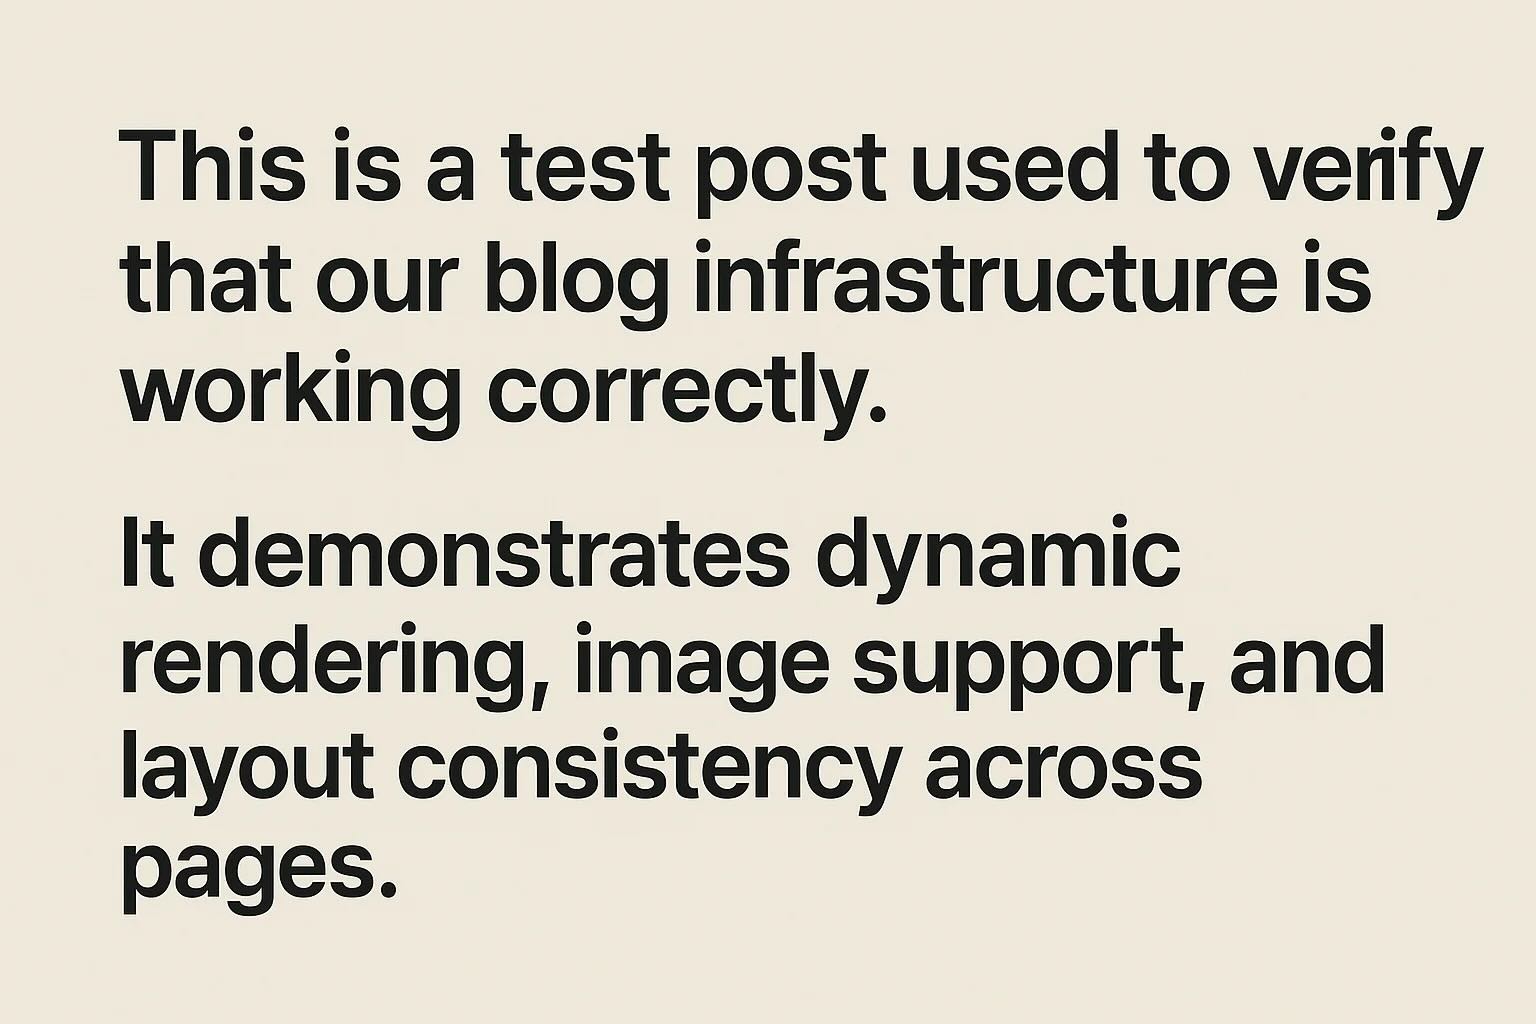 This is a test post used to verify
that our blog infrastructure is
working correctly.
It demonstrates dynamic
rendering, image support, and
layout consistency across
pages.